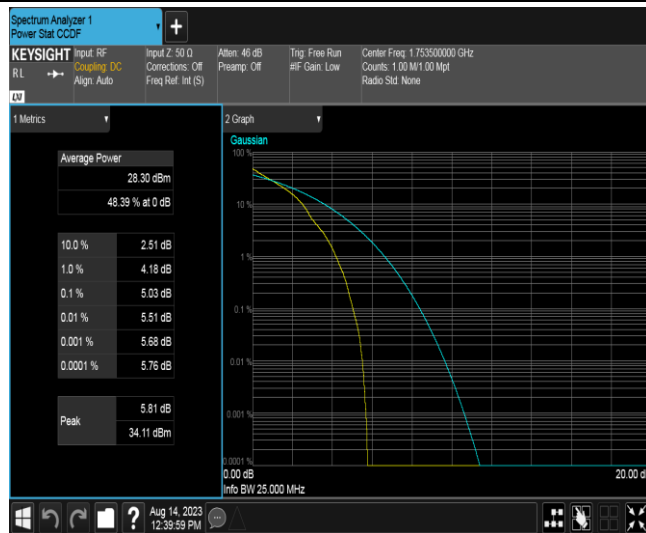 Spectrum Analyzer 1
Power Stat CCDF
KEYSIGHT
RL
Input: RF
Coupling: DC
Align: Auto
Input Z: 50 Ω
Corrections: Off
Freq Ref: Int (S)
Atten: 46 dB
Preamp: Off
Trig: Free Run
#IF Gain: Low
Center Freq: 1.753500000 GHz
Counts: 1.00 M/1.00 Mpt
Radio Std: None
1 Metrics
Average Power
28.30 dBm
48.39 % at 0 dB
10.0 % 2.51 dB
1.0 % 4.18 dB
0.1 % 5.03 dB
0.01 % 5.51 dB
0.001 % 5.68 dB
0.0001 % 5.76 dB
Peak
5.81 dB
34.11 dBm
2 Graph
Gaussian
100 %
10 %
1 %
0.1 %
0.01 %
0.001 %
0.0001 %
0.00 dB
20.00 d
Info BW 25.000 MHz
?
Aug 14, 2023
12:39:59 PM